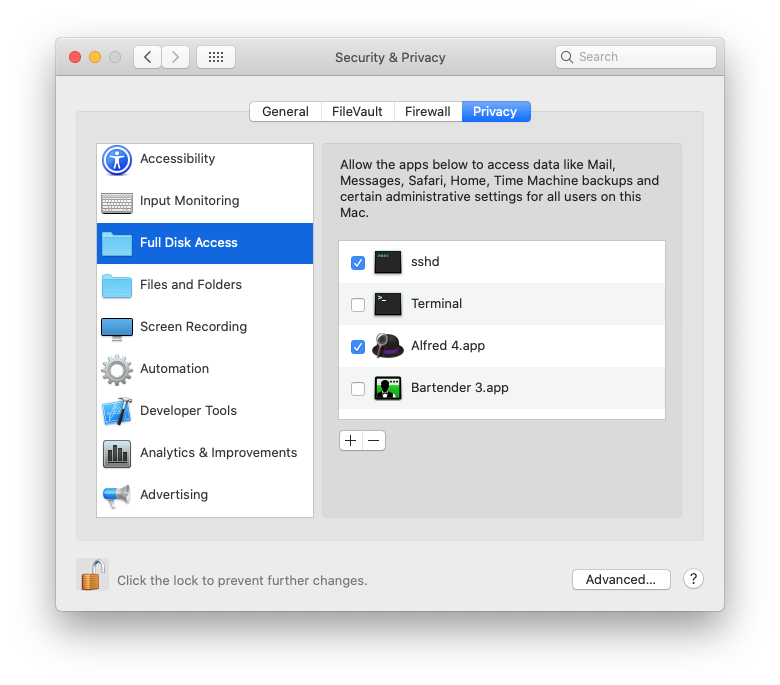 Security & Privacy
Search
General
FileVault
Firewall
Privacy
Accessibility
Input Monitoring
Full Disk Access
Files and Folders
Screen Recording
Automation
Developer Tools
Analytics & Improvements
Advertising
Allow the apps below to access data like Mail,
Messages, Safari, Home, Time Machine backups and
certain administrative settings for all users on this
Mac.
sshd
Terminal
Alfred 4.app
Bartender 3.app
Click the lock to prevent further changes.
Advanced...
?